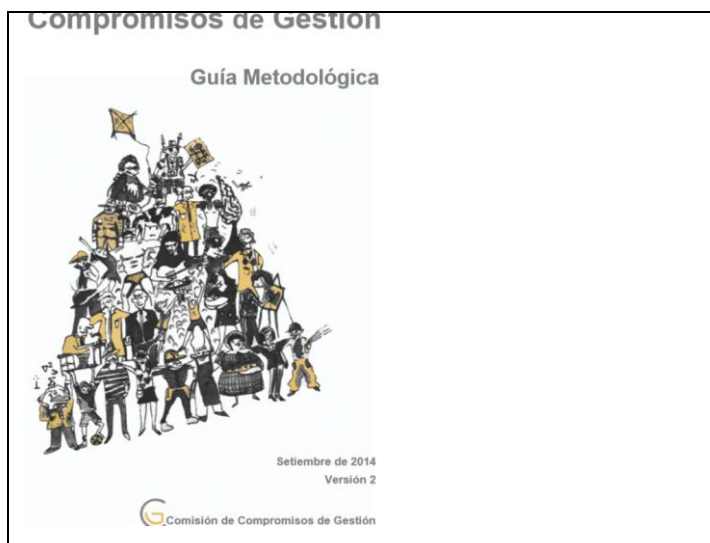 Compromisos de Gestión
Guía Metodológica
Setiembre de 2014
Versión 2
Comisión de Compromisos de Gestión